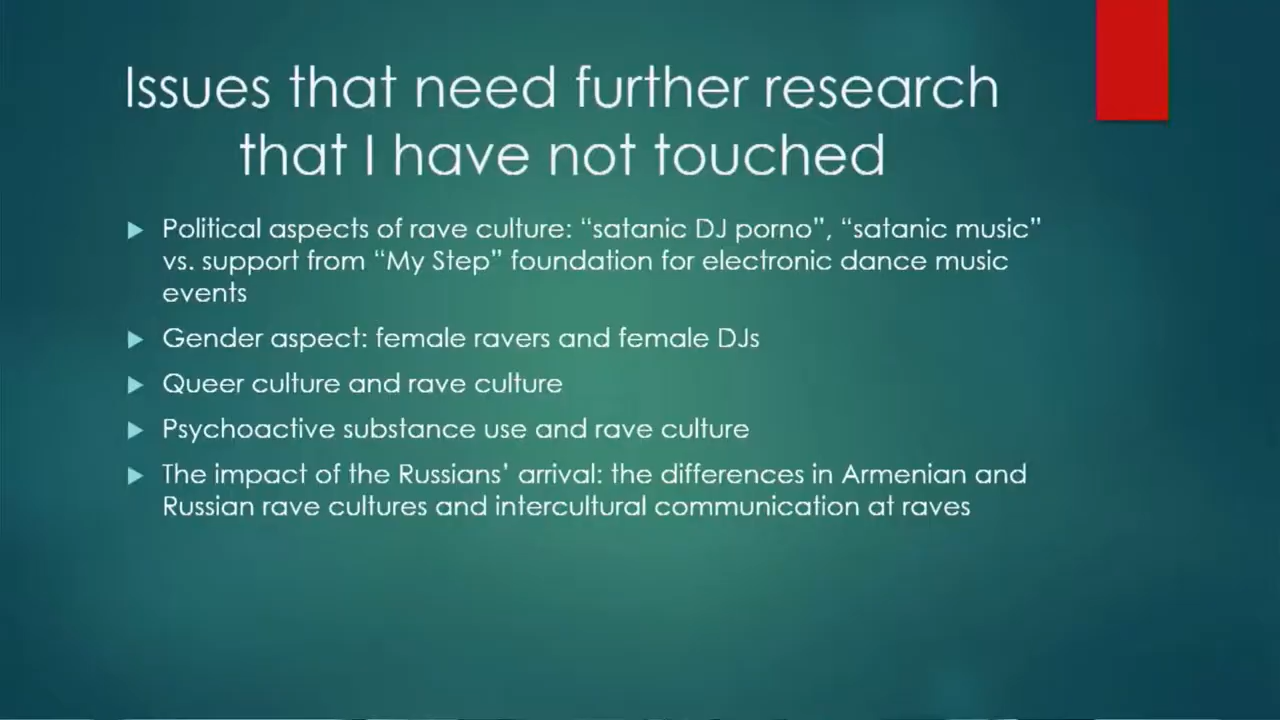 Issues that need further research
that I have not touched
Political aspects of rave culture: “satanic DJ porno”, “satanic music”
vs. support from “My Step” foundation for electronic dance music
events
Gender aspect: female ravers and female DJs
Queer culture and rave culture
Psychoactive substance use and rave culture
The impact of the Russians’ arrival: the differences in Armenian and
Russian rave cultures and intercultural communication at raves